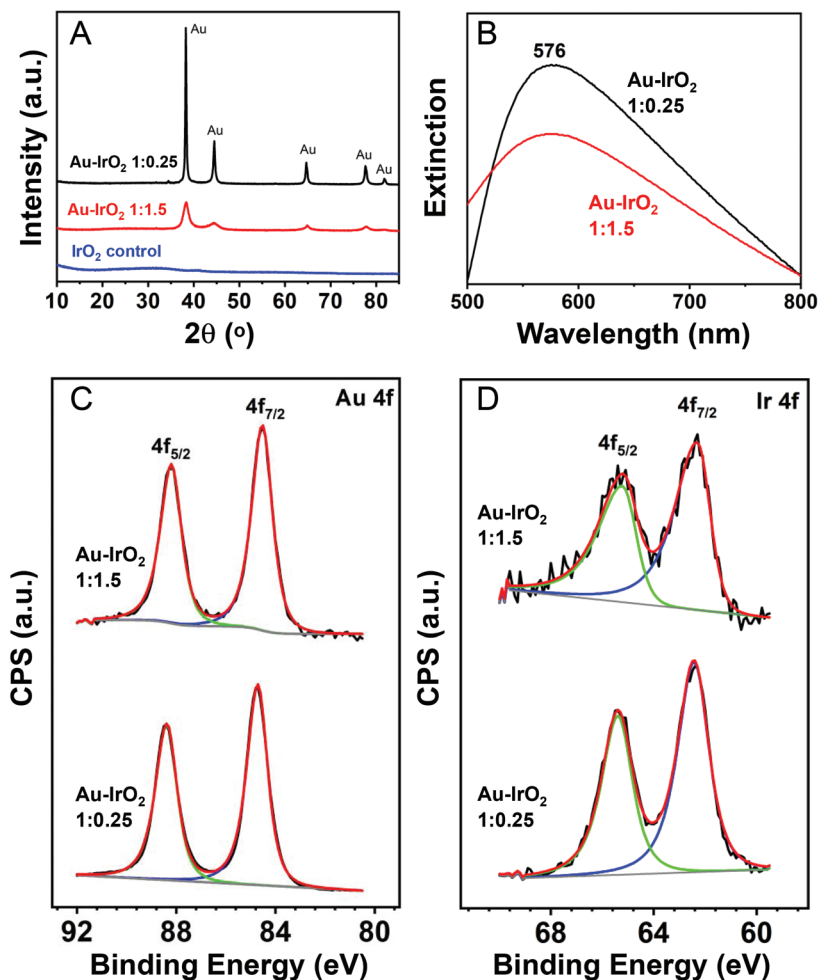 A
Au
Au
Au
Au
Au
Au-IrO₂ 1:0.25
Au-IrO₂ 1:1.5
IrO₂ control
Intensity (a.u.)
10 20 30 40 50 60 70 80
2θ (°)
B
576
Au-IrO₂
1:0.25
Au-IrO₂
1:1.5
Extinction
500 600 700 800
Wavelength (nm)
C
Au 4f
4f₇/₂
4f₅/₂
Au-IrO₂
1:1.5
Au-IrO₂
1:0.25
CPS (a.u.)
92 88 84 80
Binding Energy (eV)
D
Ir 4f
4f₇/₂
4f₅/₂
Au-IrO₂
1:1.5
Au-IrO₂
1:0.25
CPS (a.u.)
68 64 60
Binding Energy (eV)